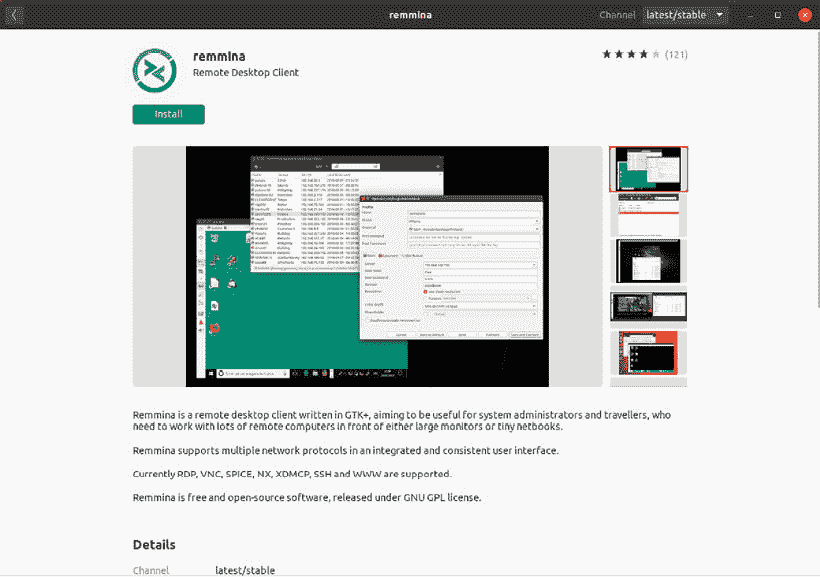 remmina
Channel latest/stable
remmina
Remote Desktop Client
(121)
Install
Remmina is a remote desktop client written in GTK+, aiming to be useful for system administrators and travellers, who
need to work with lots of remote computers in front of either large monitors or tiny netbooks.
Remmina supports multiple network protocols in an integrated and consistent user interface.
Currently RDP, VNC, SPICE, NX, XDMCP, SSH and WWW are supported.
Remmina is free and open-source software, released under GNU GPL license.
Details
Channel latest/stable